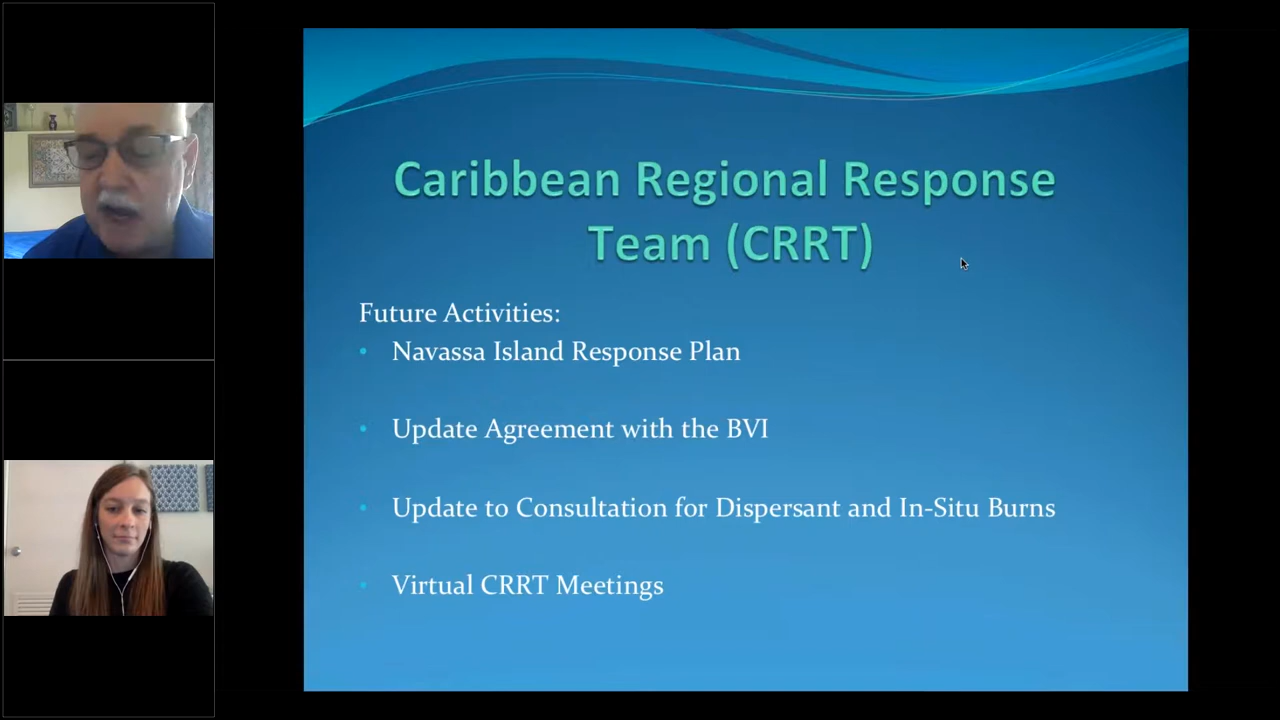 Caribbean Regional Response
Team (CRRT)
Future Activities:
• Navassa Island Response Plan
• Update Agreement with the BVI
• Update to Consultation for Dispersant and In-Situ Burns
• Virtual CRRT Meetings